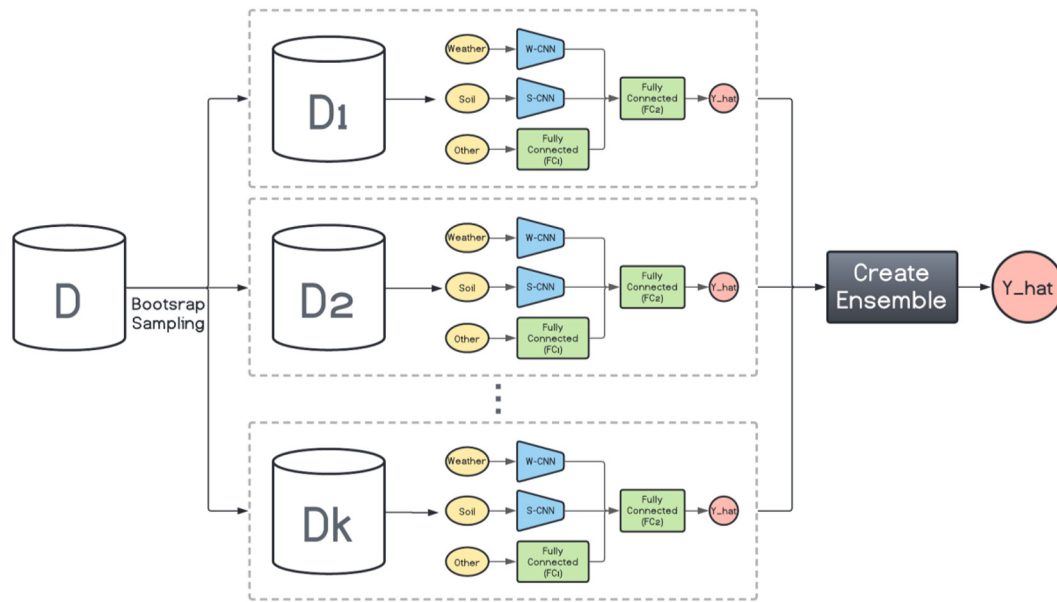 D
Bootsrap
Sampling
D1
Weather
W-CNN
Soil
S-CNN
Other
Fully
Connected
(FC1)
Fully
Connected
(FC2)
Y_hat
D2
Weather
W-CNN
Soil
S-CNN
Other
Fully
Connected
(FC1)
Fully
Connected
(FC2)
Y_hat
Dk
Weather
W-CNN
Soil
S-CNN
Other
Fully
Connected
(FC1)
Fully
Connected
(FC2)
Y_hat
Create
Ensemble
Y_hat